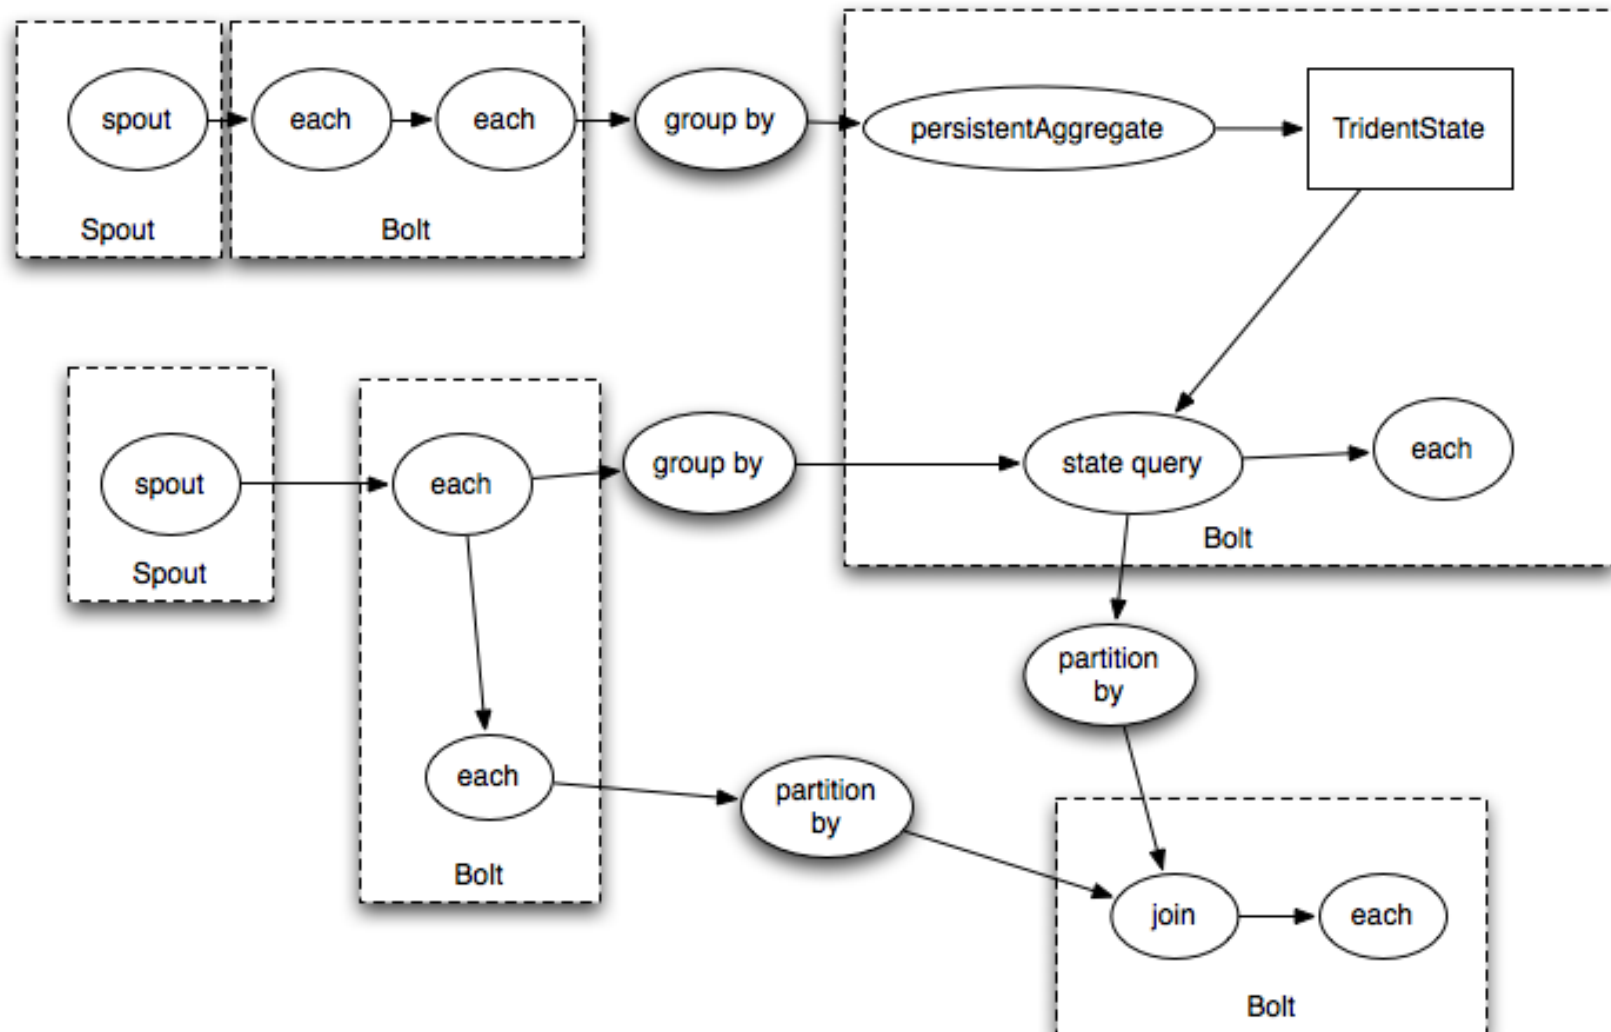 spout
each
each
group by
persistentAggregate
TridentState
Spout
Bolt
spout
each
group by
state query
each
Spout
Bolt
partition
by
each
partition
by
Bolt
join
each
Bolt